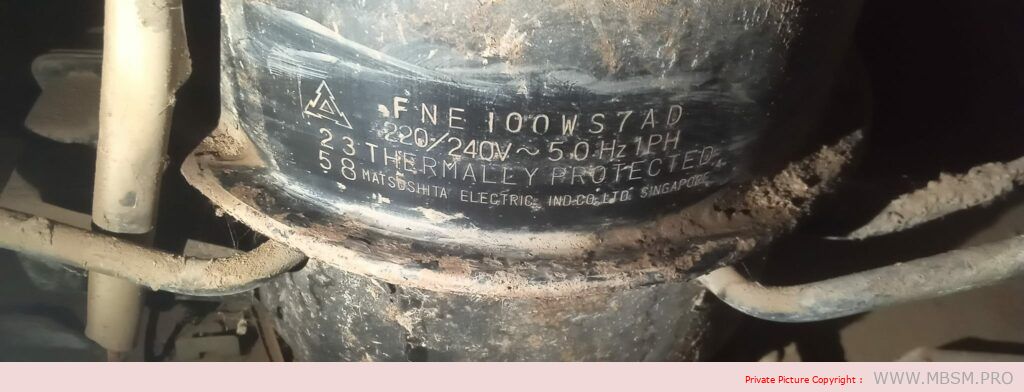 FNE 100WS7AD
220/240V~50Hz 1PH
23 THERMALLY PROTECTED
58 MATSUSHITA ELECTRIC IND.CO.LTD. SINGAPORE
Private Picture Copyright : WWW.MBSM.PRO